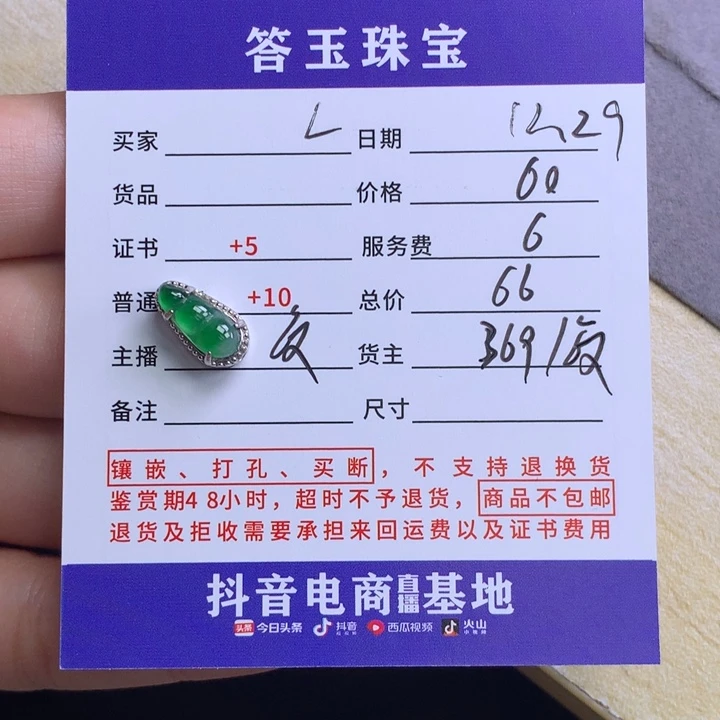 答玉珠宝
买家 L 日期 12.29
货品 价格 60
证书 +5 服务费 6
普通 +10 总价 66
主播 货主 369/
备注 尺寸
镶嵌、打孔、买断，不支持退换货
鉴赏期48小时，超时不予退货，商品不包邮
退货及拒收需要承担来回运费以及证书费用
抖音电商直播基地
头条 今日头条 抖音 西瓜视频 火山